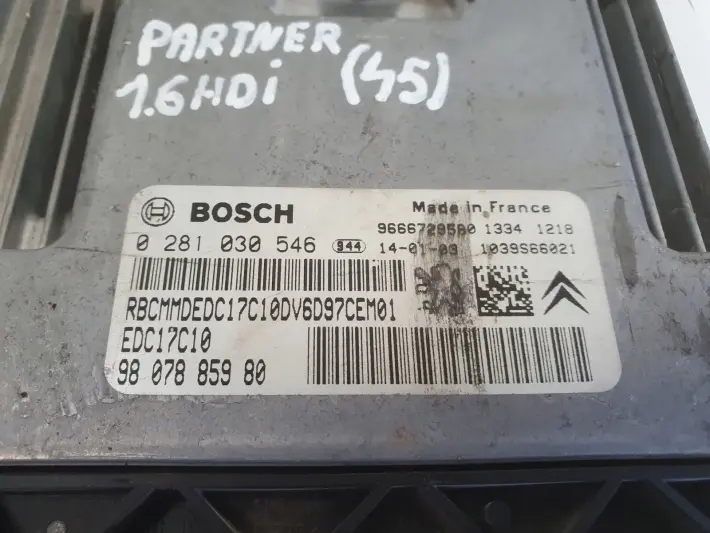 PARTNER
1.6HDi (45)
BOSCH
Made in France
9666729580 1334 1218
0 281 030 546 944 14-01-09 1039S66021
RBCMMDEDC17C10DV6D97CEM01
EDC17C10
98 078 859 80